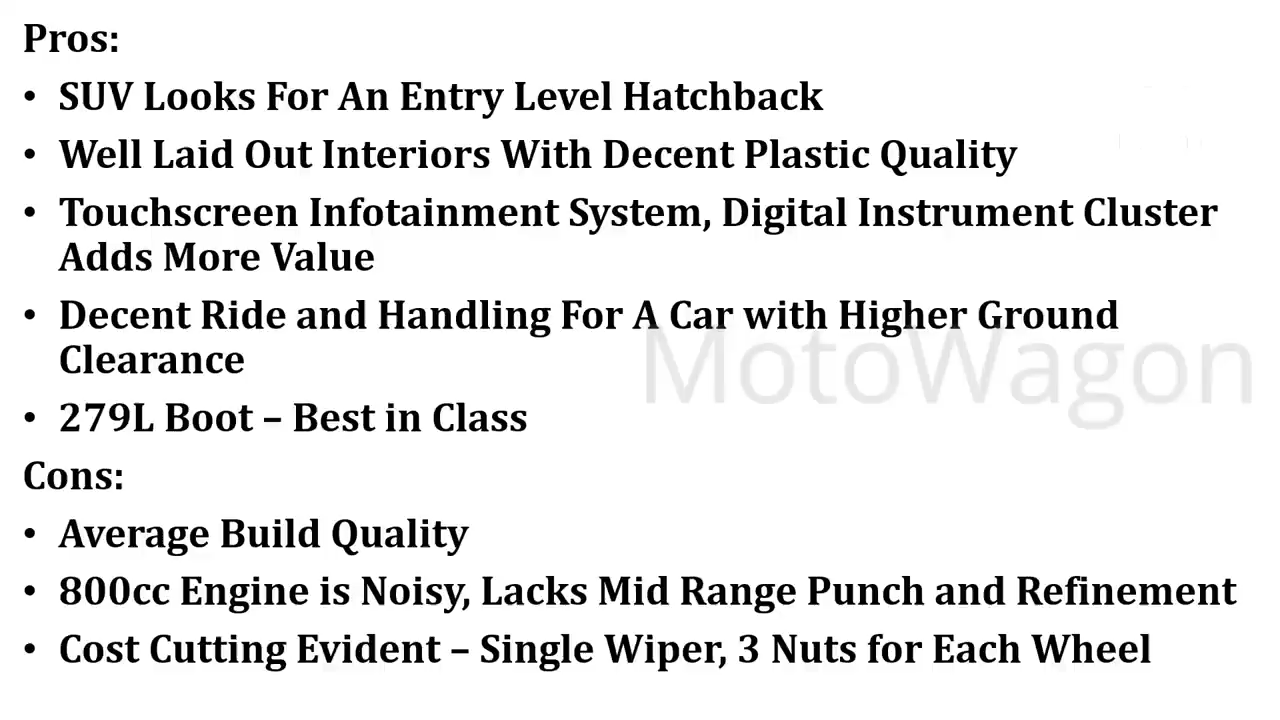 Pros:
• SUV Looks For An Entry Level Hatchback
• Well Laid Out Interiors With Decent Plastic Quality
• Touchscreen Infotainment System, Digital Instrument Cluster
Adds More Value
• Decent Ride and Handling For A Car with Higher Ground
Clearance
MotoWagon
• 279L Boot – Best in Class
Cons:
• Average Build Quality
• 800cc Engine is Noisy, Lacks Mid Range Punch and Refinement
• Cost Cutting Evident – Single Wiper, 3 Nuts for Each Wheel